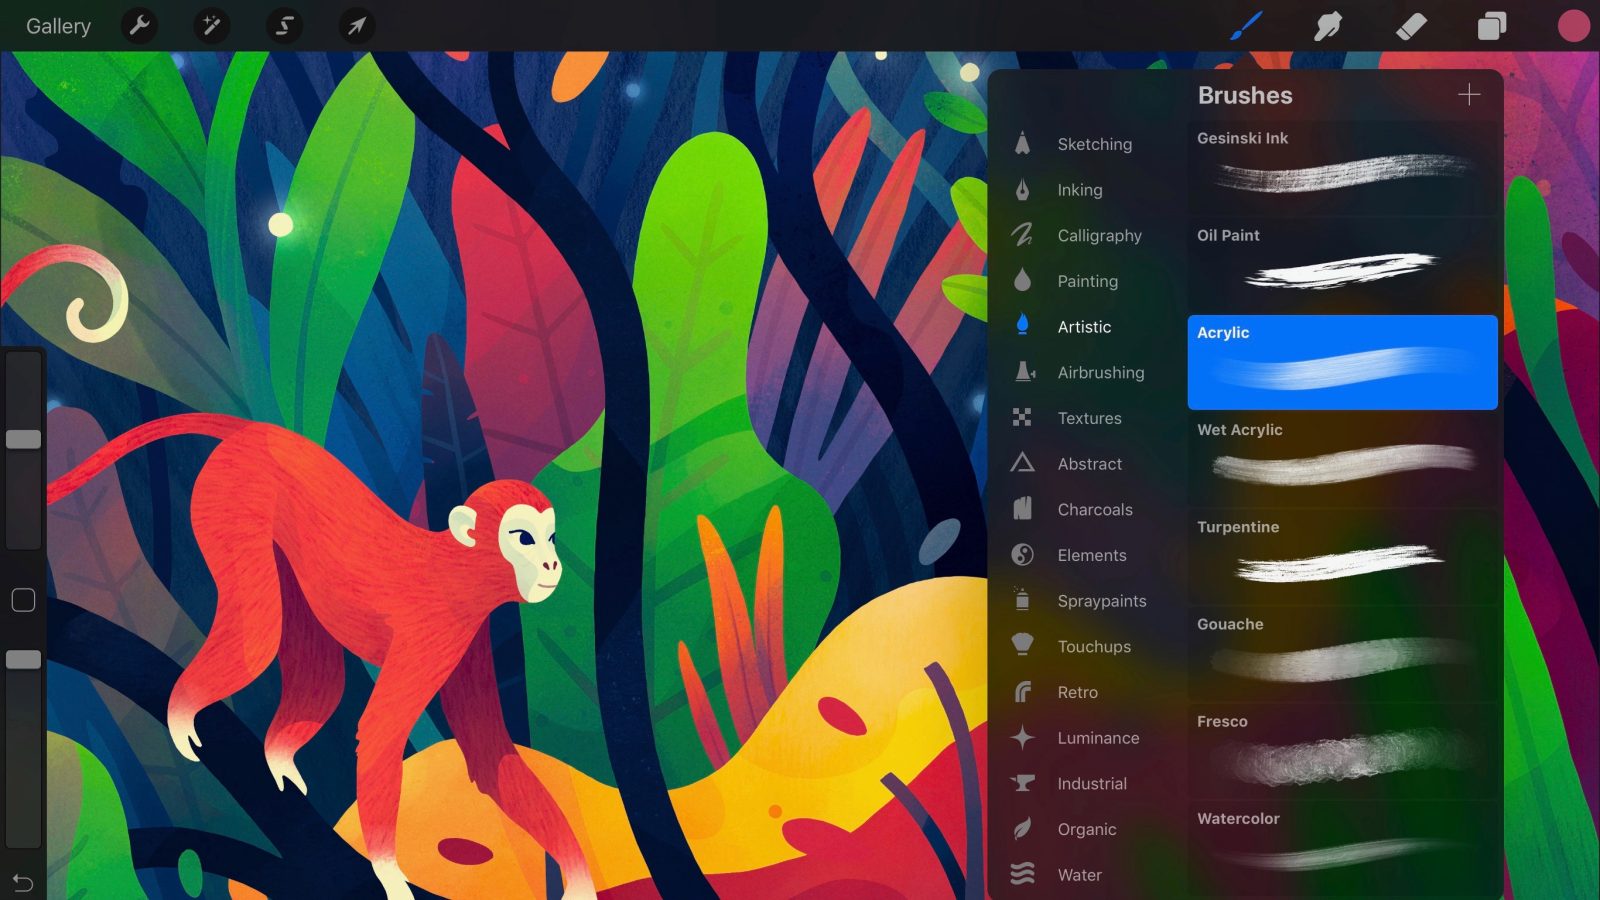 Gallery
Brushes
Sketching
Inking
Calligraphy
Painting
Artistic
Airbrushing
Textures
Abstract
Charcoals
Elements
Spraypaints
Touchups
Retro
Luminance
Industrial
Organic
Water
Gesinski Ink
Oil Paint
Acrylic
Wet Acrylic
Turpentine
Gouache
Fresco
Watercolor